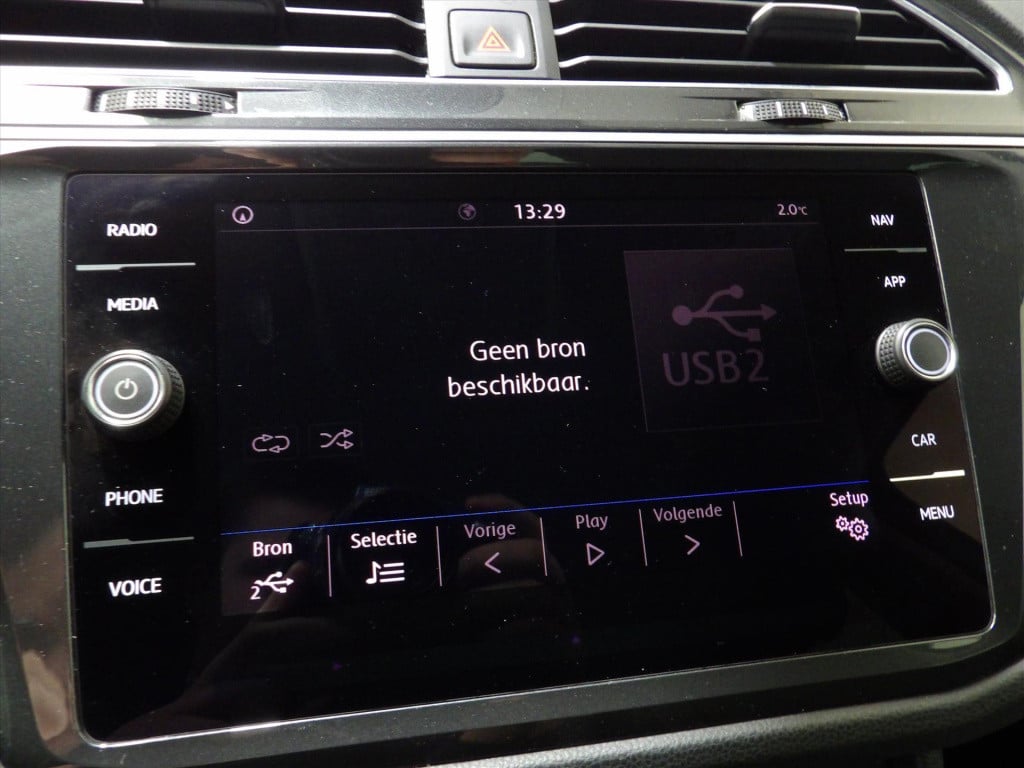 RADIO
MEDIA
PHONE
VOICE
13:29
2.0°C
Geen bron
beschikbaar.
USB2
Bron
2
Selectie
Vorige
Play
Volgende
Setup
NAV
APP
CAR
MENU